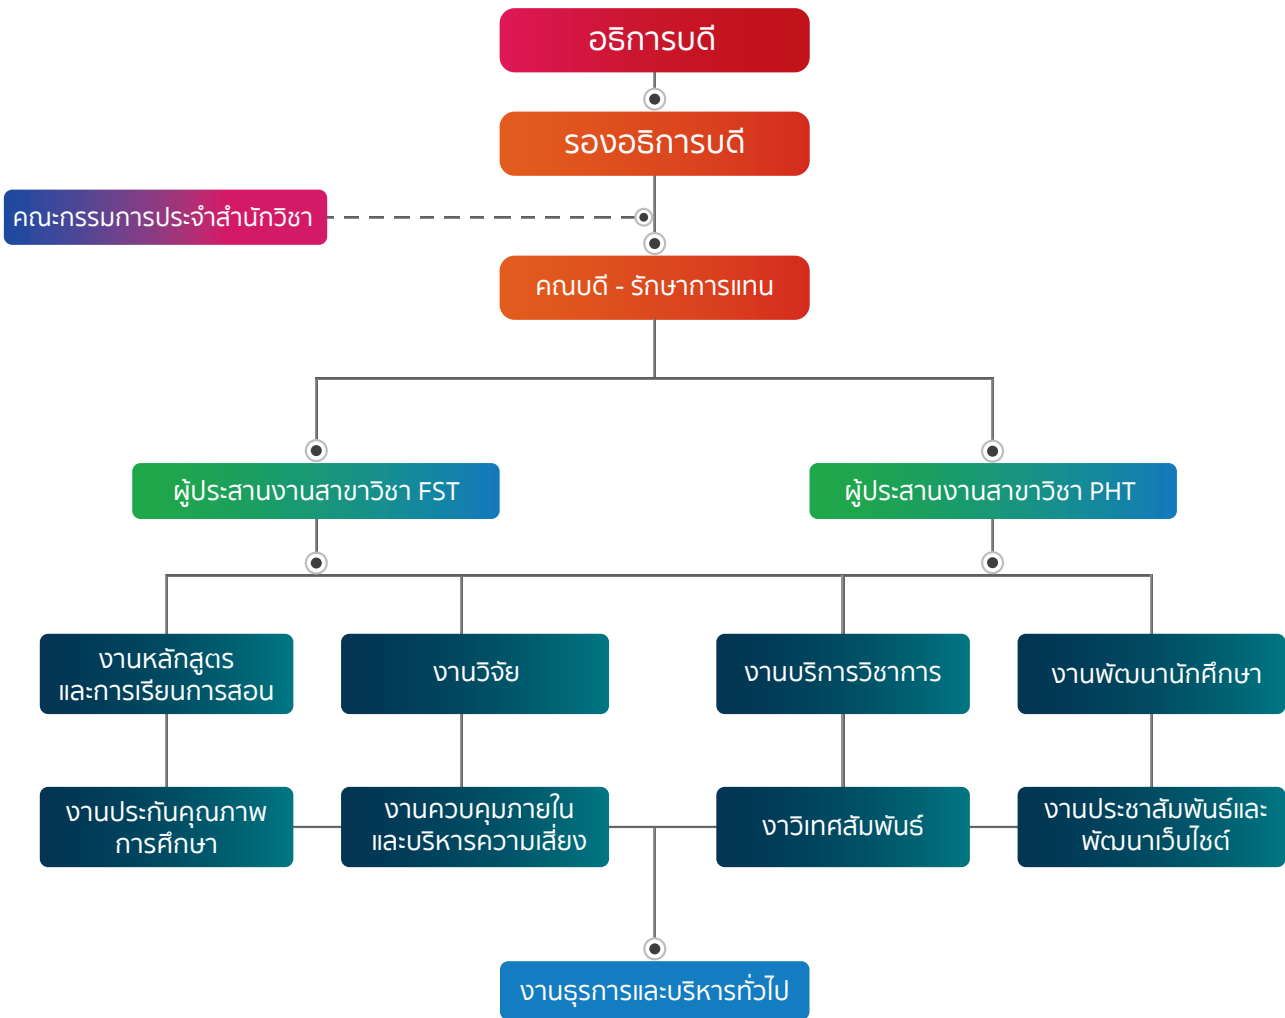 อธิการบดี
รองอธิการบดี
คณะกรรมการประจำสำนักวิชา
คณบดี - รักษาการแทน
ผู้ประสานงานสาขาวิชา FST
ผู้ประสานงานสาขาวิชา PHT
งานหลักสูตร
และการเรียนการสอน
งานวิจัย
งานบริการวิชาการ
งานพัฒนานักศึกษา
งานประกันคุณภาพ
การศึกษา
งานควบคุมภายใน
และบริหารความเสี่ยง
งาวิเทศสัมพันธ์
งานประชาสัมพันธ์และ
พัฒนาเว็บไซต์
งานธุรการและบริหารทั่วไป